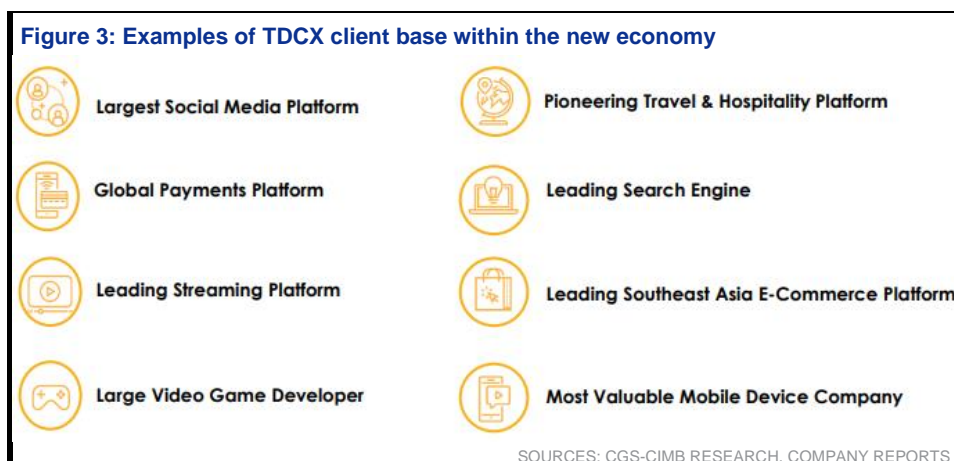 Figure 3: Examples of TDCX client base within the new economy
Largest Social Media Platform
Pioneering Travel & Hospitality Platform
Global Payments Platform
Leading Search Engine
Leading Streaming Platform
Leading Southeast Asia E-Commerce Platform
Large Video Game Developer
Most Valuable Mobile Device Company
SOURCES: CGS-CIMB RESEARCH, COMPANY REPORTS